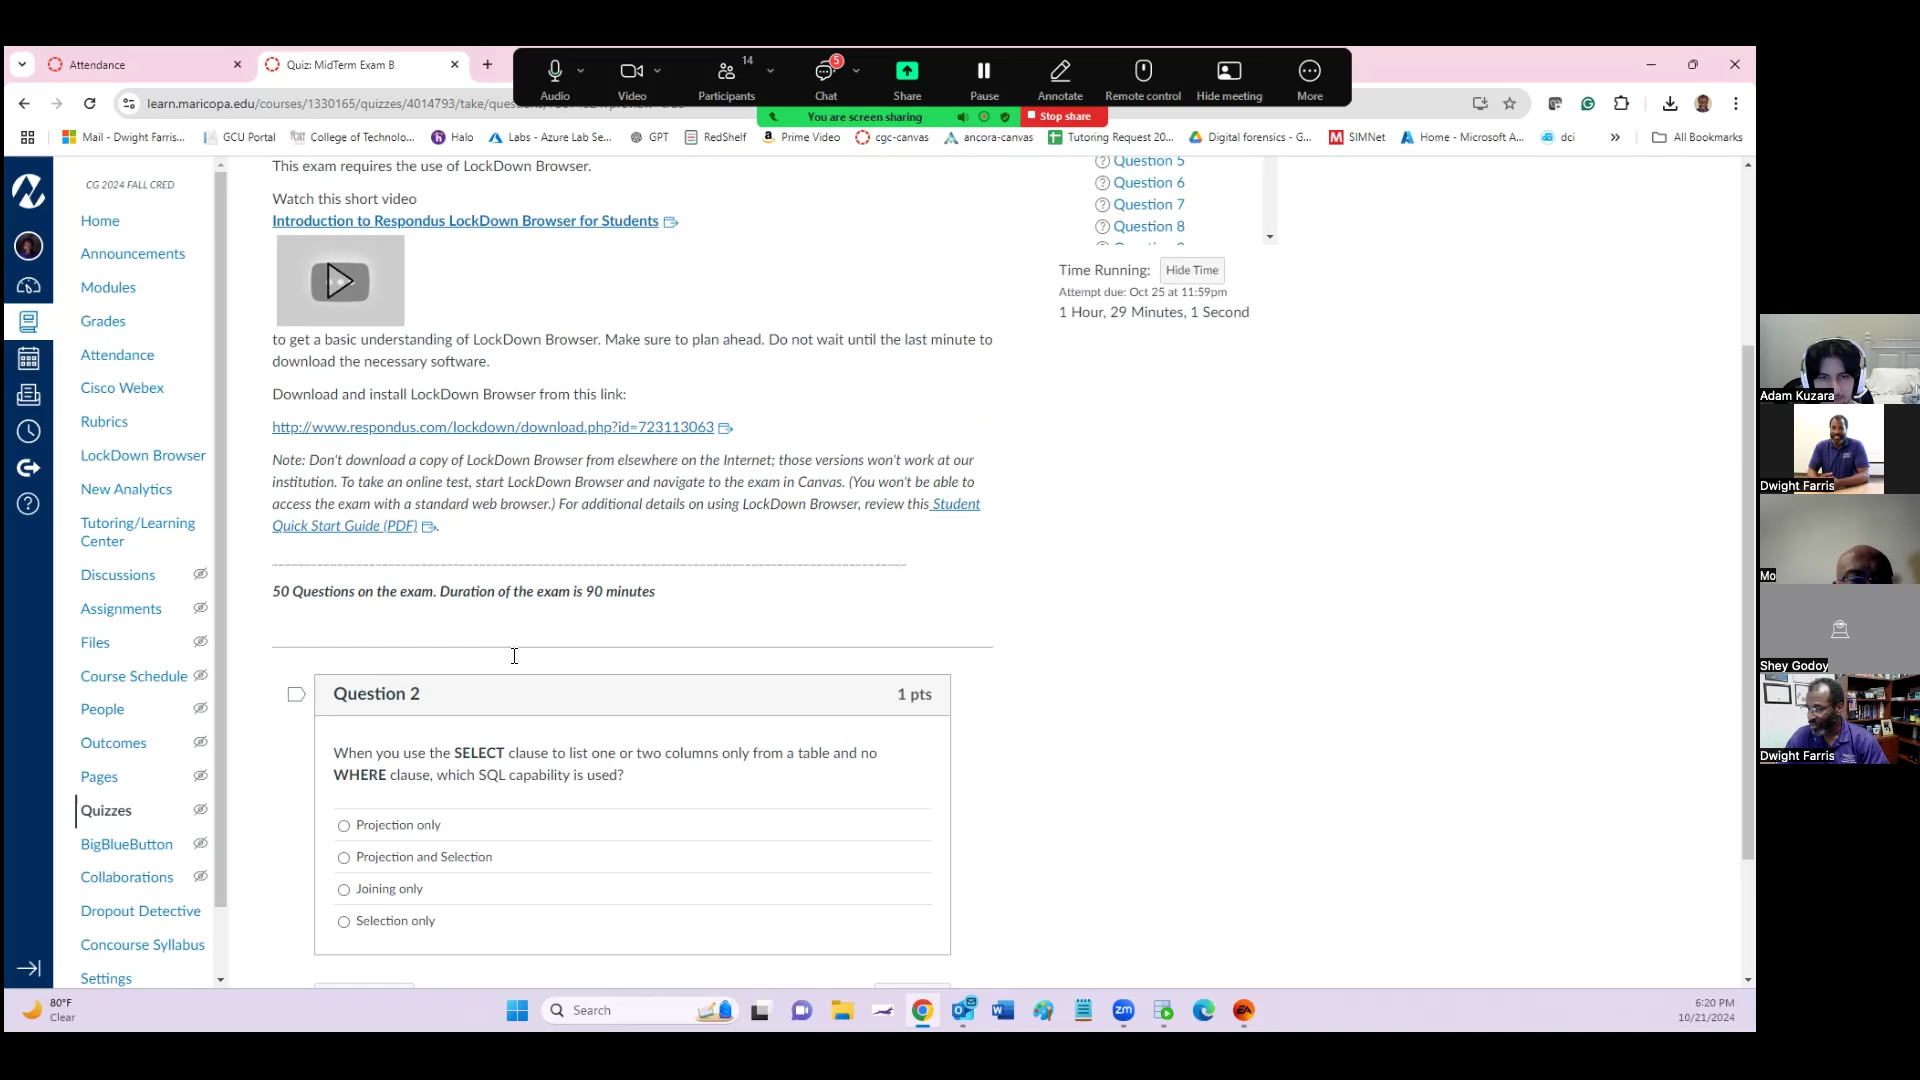 Attendance
Quiz: MidTerm Exam B
14
5
Audio
Video
Participants
Chat
Share
Pause
Annotate
Remote control
Hide meeting
More
learn.maricopa.edu/courses/1330165/quizzes/4014793/take/questions
You are screen sharing
Stop share
Mail - Dwight Farris...
GCU Portal
College of Technolo...
Halo
Labs - Azure Lab Se...
GPT
RedShelf
Prime Video
cgc-canvas
ancora-canvas
Tutoring Request 20...
Digital forensics - G...
SIMNet
Home - Microsoft A...
dci
All Bookmarks
CG 2024 FALL CRED
Home
Announcements
Modules
Grades
Attendance
Cisco Webex
Rubrics
LockDown Browser
New Analytics
Tutoring/Learning
Center
Discussions
Assignments
Files
Course Schedule
People
Outcomes
Pages
Quizzes
BigBlueButton
Collaborations
Dropout Detective
Concourse Syllabus
Settings
This exam requires the use of LockDown Browser.
Watch this short video
Introduction to Respondus LockDown Browser for Students
to get a basic understanding of LockDown Browser. Make sure to plan ahead. Do not wait until the last minute to
download the necessary software.
Download and install LockDown Browser from this link:
http://www.respondus.com/lockdown/download.php?id=723113063
Note: Don't download a copy of LockDown Browser from elsewhere on the Internet; those versions won't work at our
institution. To take an online test, start LockDown Browser and navigate to the exam in Canvas. (You won't be able to
access the exam with a standard web browser.) For additional details on using LockDown Browser, review this Student
Quick Start Guide (PDF).
50 Questions on the exam. Duration of the exam is 90 minutes
Question 2
1 pts
When you use the SELECT clause to list one or two columns only from a table and no
WHERE clause, which SQL capability is used?
Projection only
Projection and Selection
Joining only
Selection only
Question 5
Question 6
Question 7
Question 8
Time Running:
Hide Time
Attempt due: Oct 25 at 11:59pm
1 Hour, 29 Minutes, 1 Second
Adam Kuzara
Dwight Farris
Mo
Shey Godoy
Dwight Farris
80°F
Clear
Search
zm
EA
6:20 PM
10/21/2024